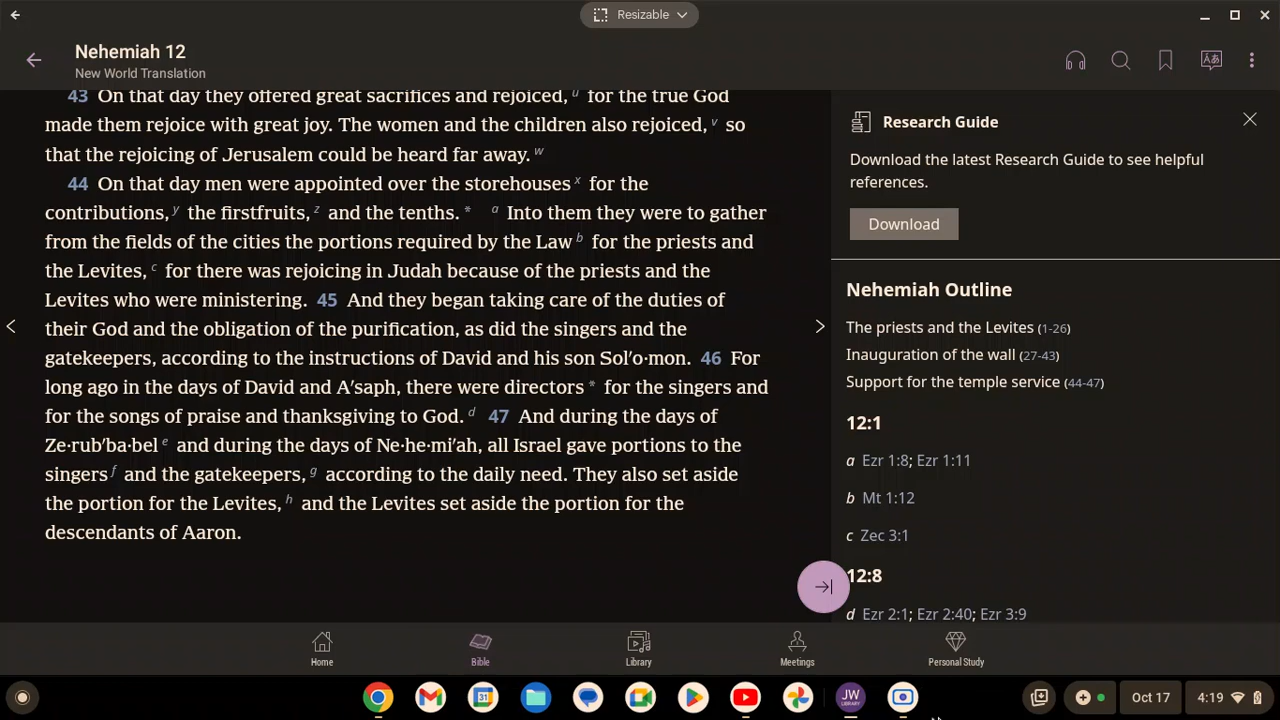 Resizable
Nehemiah 12
New World Translation
43 On that day they offered great sacrifices and rejoiced, u for the true God
made them rejoice with great joy. The women and the children also rejoiced, v so
that the rejoicing of Jerusalem could be heard far away. w
44 On that day men were appointed over the storehouses x for the
contributions, y the firstfruits, z and the tenths. * a Into them they were to gather
from the fields of the cities the portions required by the Law b for the priests and
the Levites, c for there was rejoicing in Judah because of the priests and the
Levites who were ministering. 45 And they began taking care of the duties of
their God and the obligation of the purification, as did the singers and the
gatekeepers, according to the instructions of David and his son Sol′o·mon. 46 For
long ago in the days of David and A′saph, there were directors * for the singers and
for the songs of praise and thanksgiving to God. d 47 And during the days of
Ze·rub′ba·bel e and during the days of Ne·he·mi′ah, all Israel gave portions to the
singers f and the gatekeepers, g according to the daily need. They also set aside
the portion for the Levites, h and the Levites set aside the portion for the
descendants of Aaron.
Research Guide
Download the latest Research Guide to see helpful
references.
Download
Nehemiah Outline
The priests and the Levites (1-26)
Inauguration of the wall (27-43)
Support for the temple service (44-47)
12:1
a Ezr 1:8; Ezr 1:11
b Mt 1:12
c Zec 3:1
12:8
d Ezr 2:1; Ezr 2:40; Ezr 3:9
Home
Bible
Library
Meetings
Personal Study
31
JW
LIBRARY
Oct 17
4:19